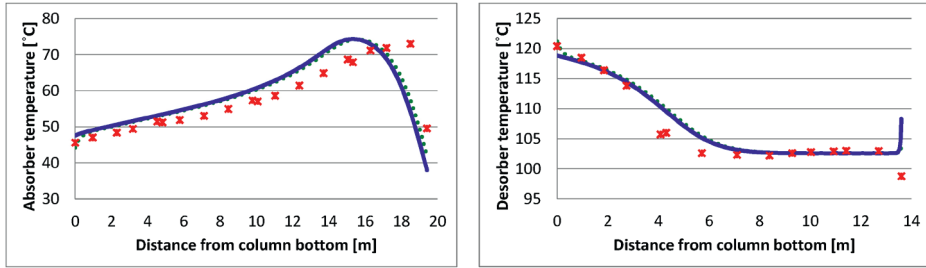 Absorber temperature [˚C]
80
70
60
50
40
30
0 2 4 6 8 10 12 14 16 18 20
Distance from column bottom [m]
Desorber temperature [˚C]
125
120
115
110
105
100
95
0 2 4 6 8 10 12 14
Distance from column bottom [m]